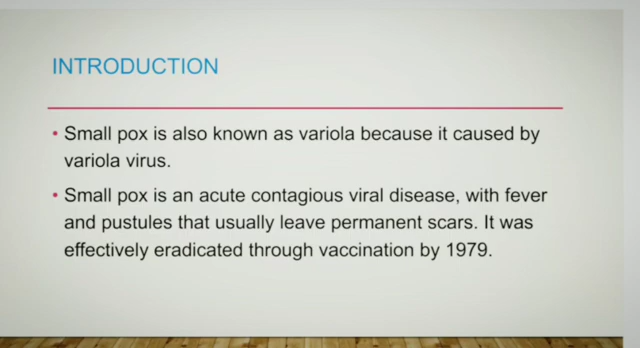 INTRODUCTION
• Small pox is also known as variola because it caused by
variola virus.
• Small pox is an acute contagious viral disease, with fever
and pustules that usually leave permanent scars. It was
effectively eradicated through vaccination by 1979.